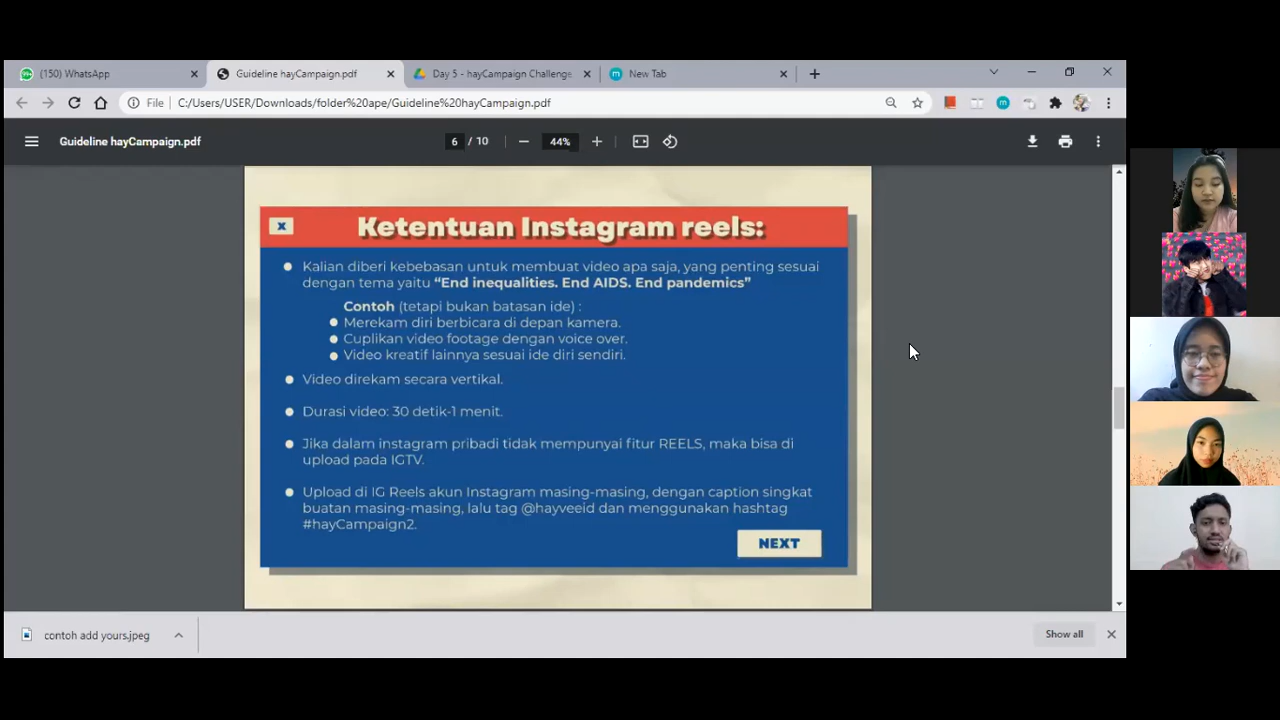 (150) WhatsApp
Guideline hayCampaign.pdf
Day 5 - hayCampaign Challenge
New Tab
File
C:/Users/USER/Downloads/folder%20ape/Guideline%20hayCampaign.pdf
Guideline hayCampaign.pdf
6 / 10
44%
x
Ketentuan Instagram reels:
Kalian diberi kebebasan untuk membuat video apa saja, yang penting sesuai
dengan tema yaitu “End inequalities. End AIDS. End pandemics”
Contoh (tetapi bukan batasan ide) :
Merekam diri berbicara di depan kamera.
Cuplikan video footage dengan voice over.
Video kreatif lainnya sesuai ide diri sendiri.
Video direkam secara vertikal.
Durasi video: 30 detik-1 menit.
Jika dalam instagram pribadi tidak mempunyai fitur REELS, maka bisa di
upload pada IGTV.
Upload di IG Reels akun Instagram masing-masing, dengan caption singkat
buatan masing-masing, lalu tag @hayveeid dan menggunakan hashtag
#hayCampaign2.
NEXT
contoh add yours.jpeg
Show all